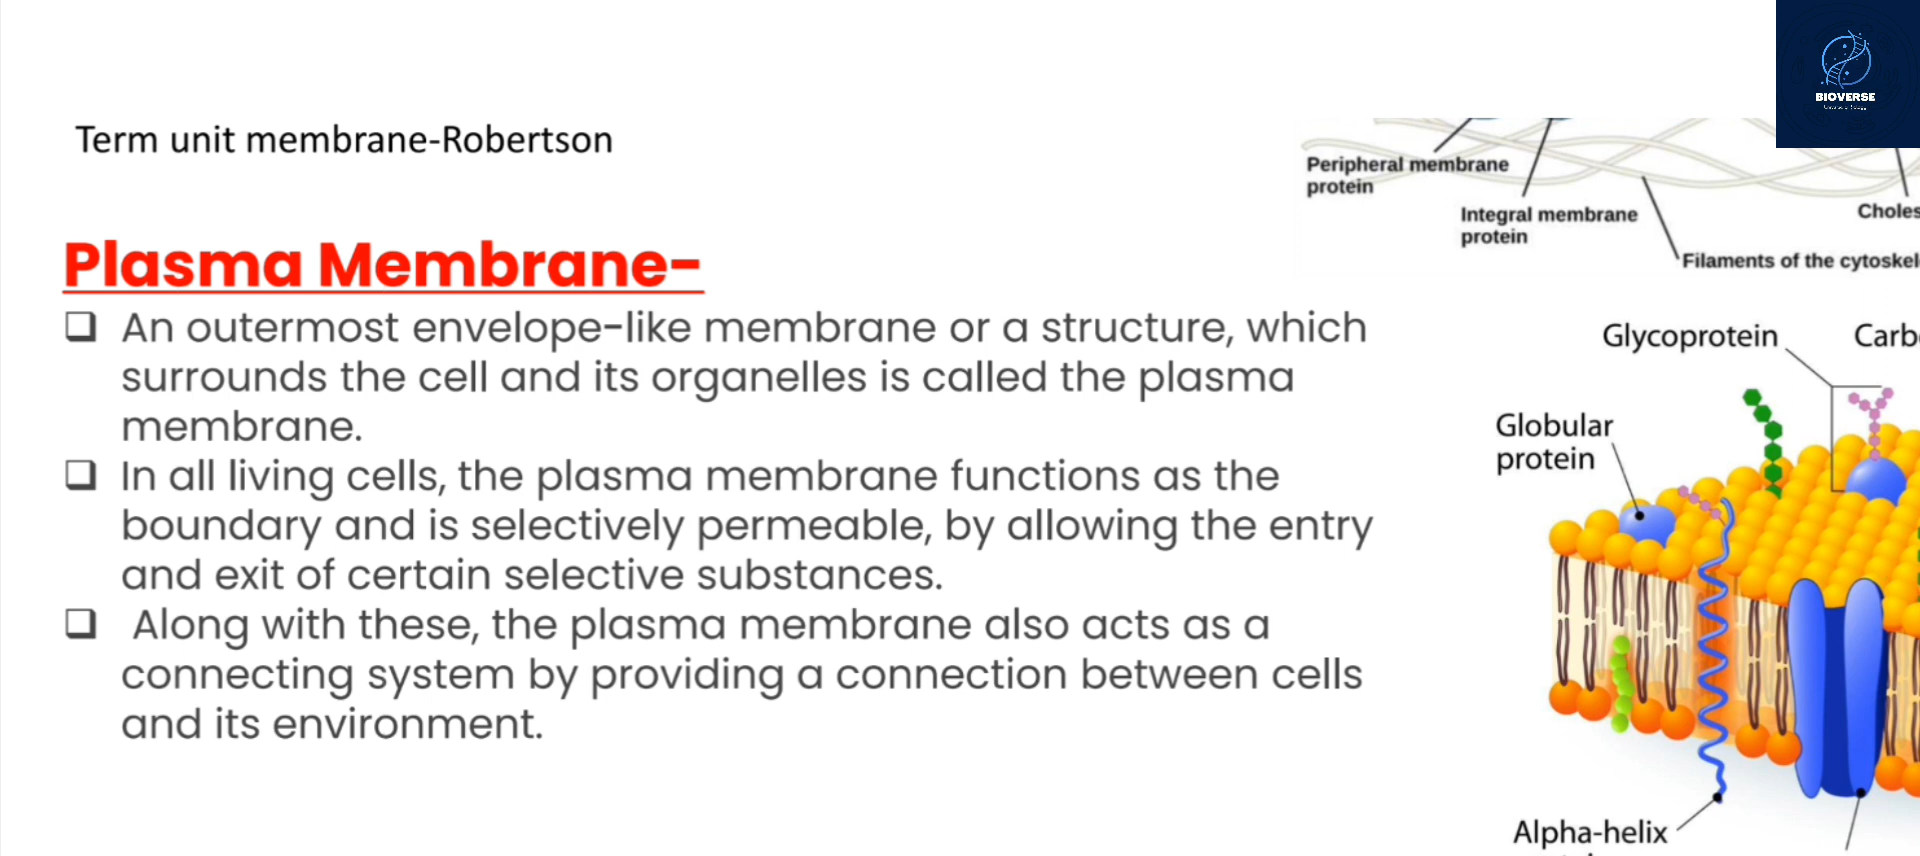 BIOVERSE
Term unit membrane-Robertson
Peripheral membrane
protein
Integral membrane
protein
Choles
Filaments of the cytoskel
Plasma Membrane-
❑ An outermost envelope-like membrane or a structure, which
surrounds the cell and its organelles is called the plasma
membrane.
❑ In all living cells, the plasma membrane functions as the
boundary and is selectively permeable, by allowing the entry
and exit of certain selective substances.
❑ Along with these, the plasma membrane also acts as a
connecting system by providing a connection between cells
and its environment.
Glycoprotein
Carb
Globular
protein
Alpha-helix